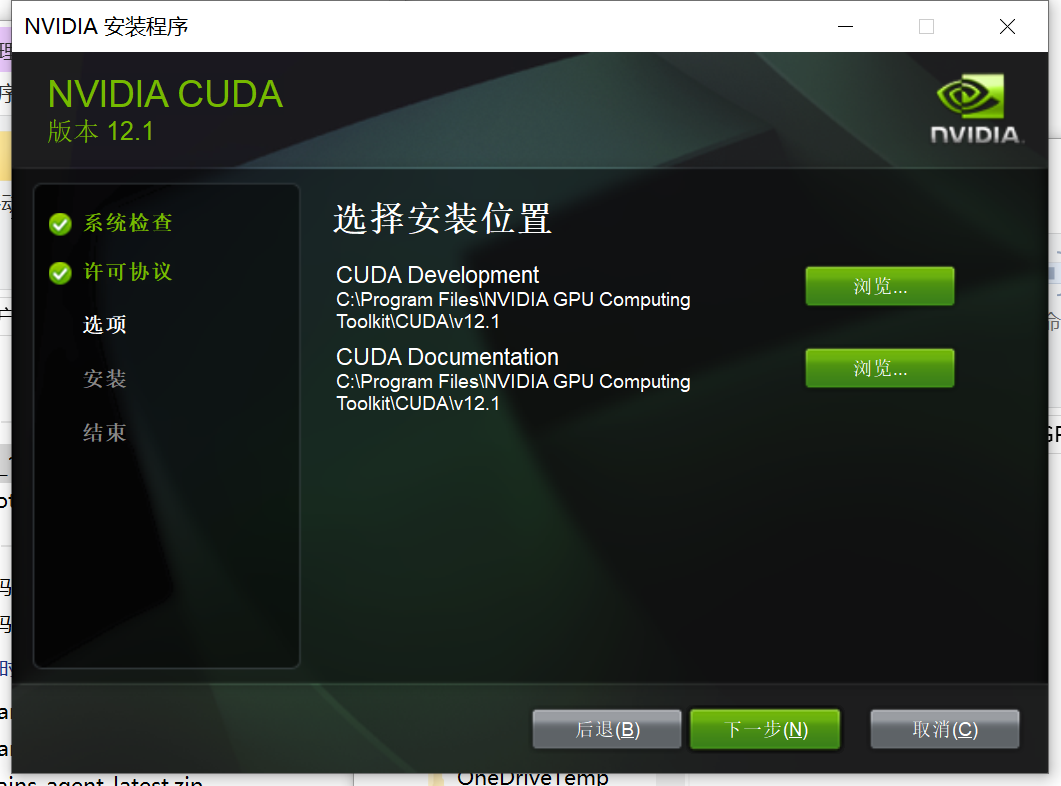 NVIDIA 安装程序
NVIDIA CUDA
版本 12.1
NVIDIA.
系统检查
许可协议
选项
安装
结束
选择安装位置
CUDA Development
C:\Program Files\NVIDIA GPU Computing
Toolkit\CUDA\v12.1
浏览...
CUDA Documentation
C:\Program Files\NVIDIA GPU Computing
Toolkit\CUDA\v12.1
浏览...
后退(B)
下一步(N)
取消(C)
OneDriveTemp